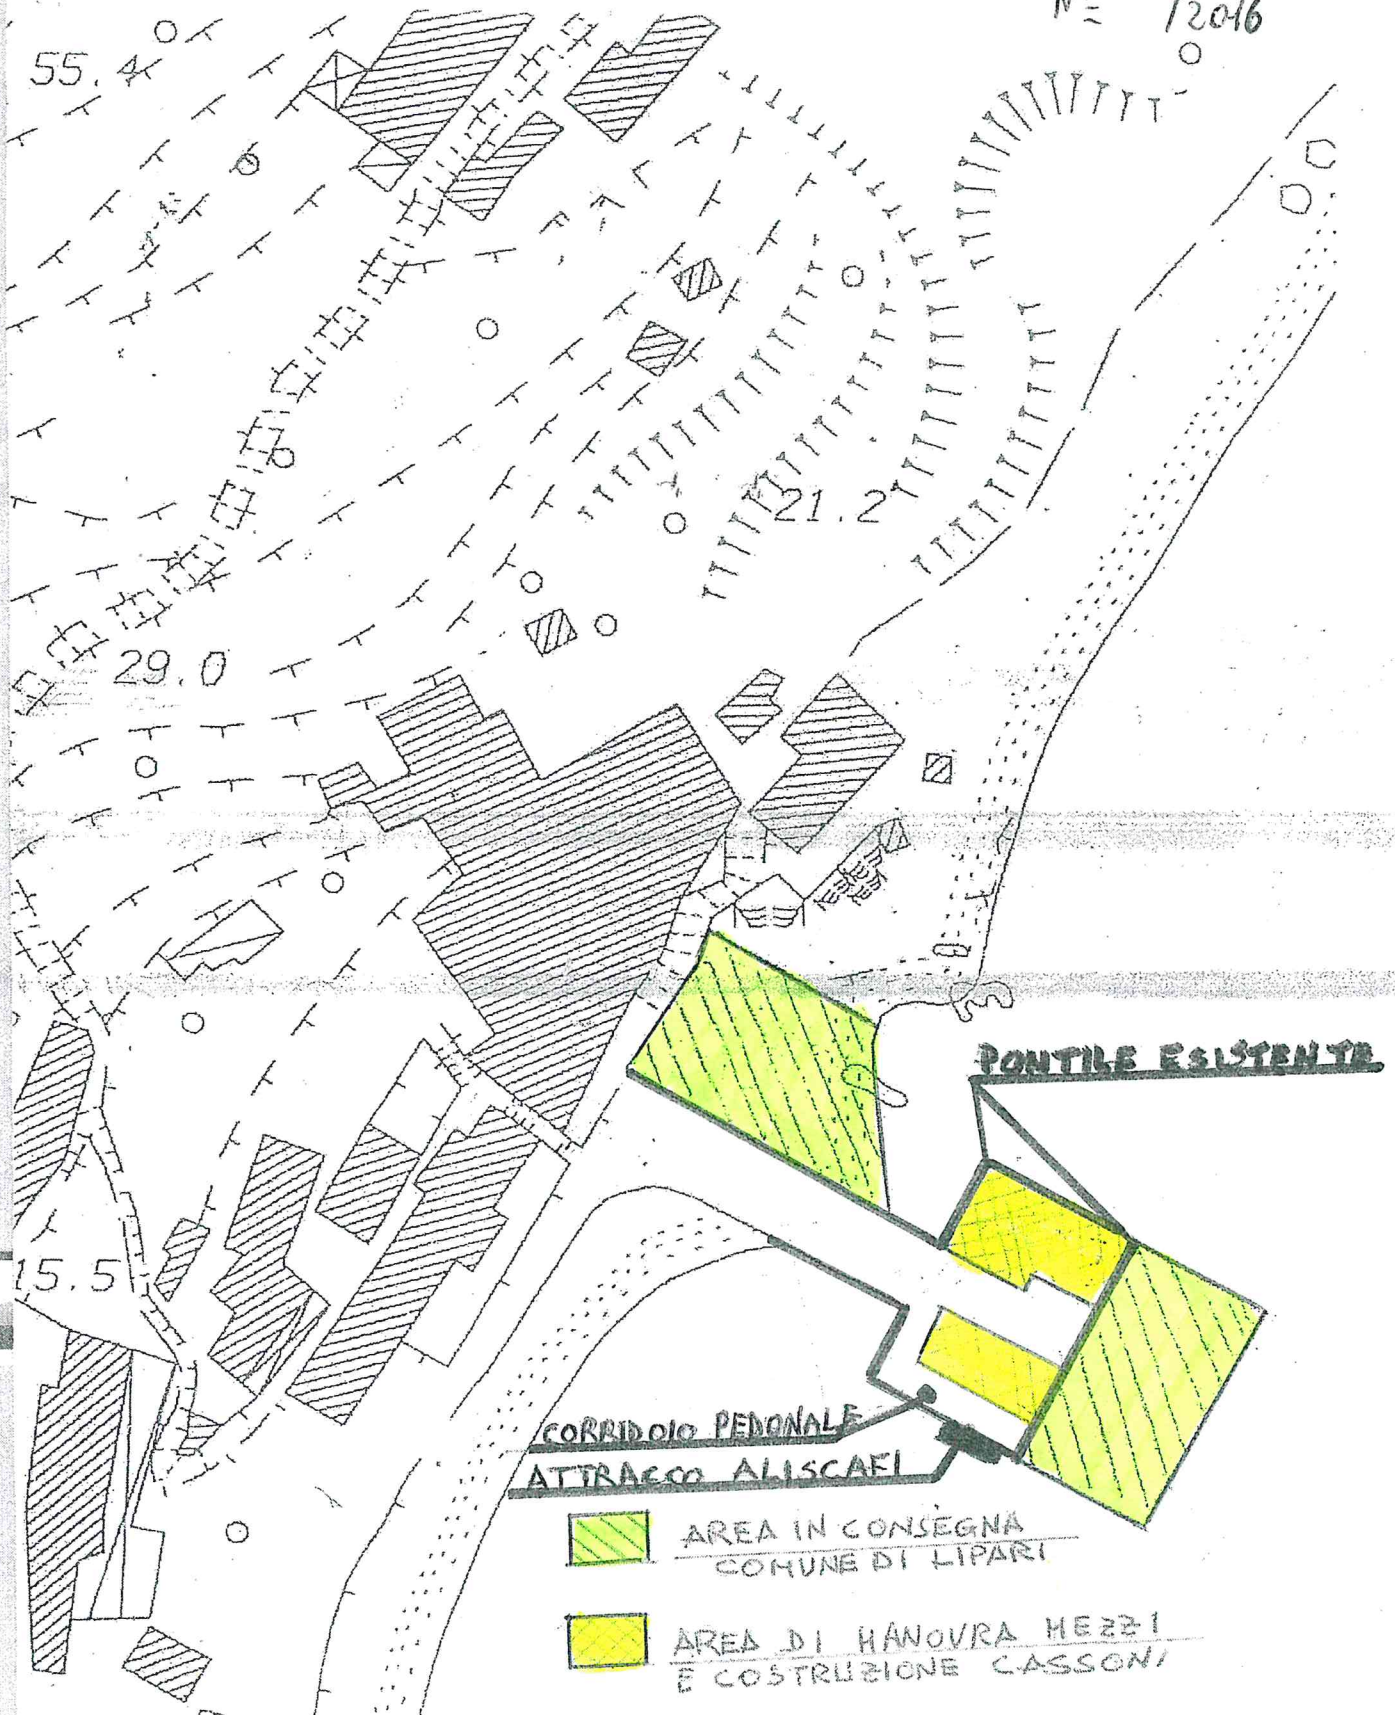 N= /2016
55.4
21.2
29.0
PONTILE ESISTENTE
15.5
CORRIDOIO PEDONALE
ATTRACCO ALISCAFI
AREA IN CONSEGNA
COMUNE DI LIPARI
AREA DI MANOVRA MEZZI
E COSTRUZIONE CASSONI